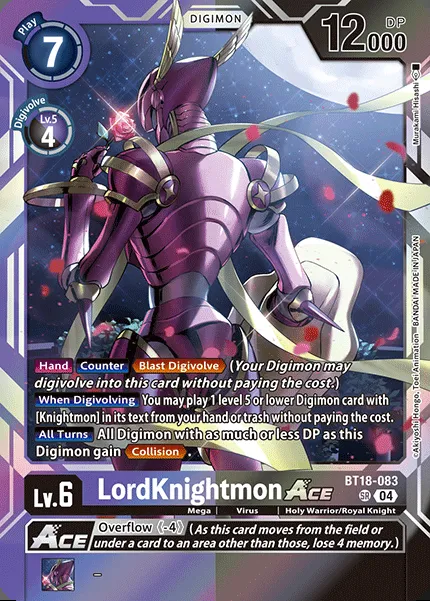 DIGIMON
Play
7
DP
12000
Digivolve
Lv.5
4
Murakami Hisashi
Hand Counter Blast Digivolve (Your Digimon may
digivolve into this card without paying the cost.)
When Digivolving You may play 1 level 5 or lower Digimon card with
[Knightmon] in its text from your hand or trash without paying the cost.
All Turns All Digimon with as much or less DP as this
Digimon gain Collision .
©Akiyoshi Hongo, Toei Animation BANDAI MADE IN JAPAN
Lv.6
LordKnightmon ACE
BT18-083
SR 04
Mega Virus Holy Warrior/Royal Knight
ACE Overflow ⟨-4⟩ (As this card moves from the field or
under a card to an area other than those, lose 4 memory.)
–